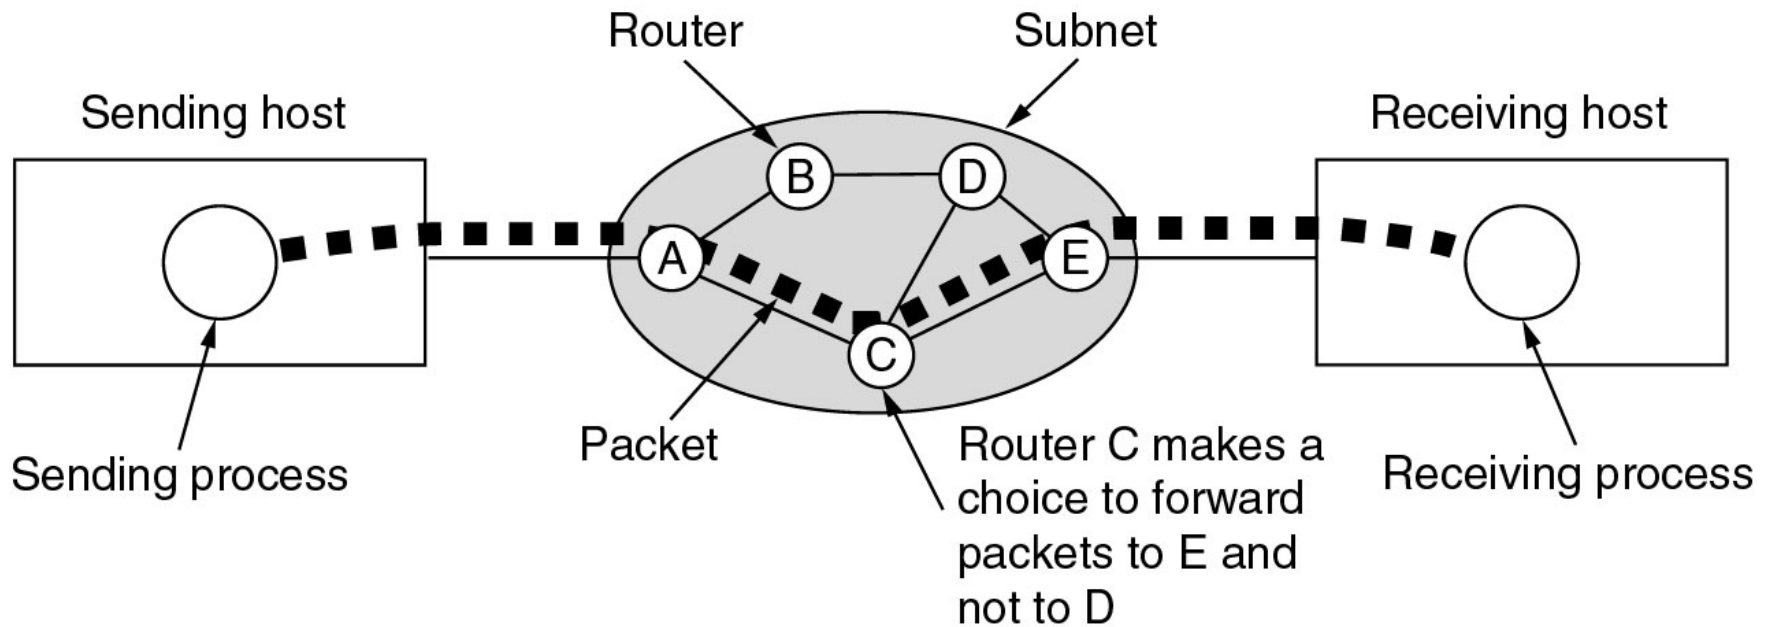 Router
Subnet
Sending host
Receiving host
B
D
A
E
C
Packet
Sending process
Router C makes a
choice to forward
packets to E and
not to D
Receiving process